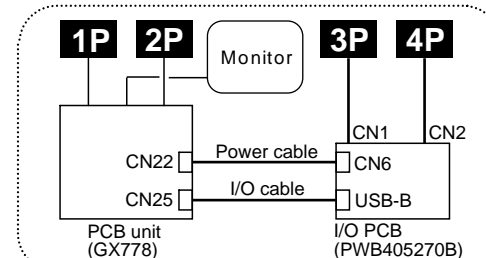 1P 2P 3P 4P
Monitor
CN1 CN2
CN22 Power cable CN6
CN25 I/O cable USB-B
PCB unit I/O PCB
(GX778) (PWB405270B)